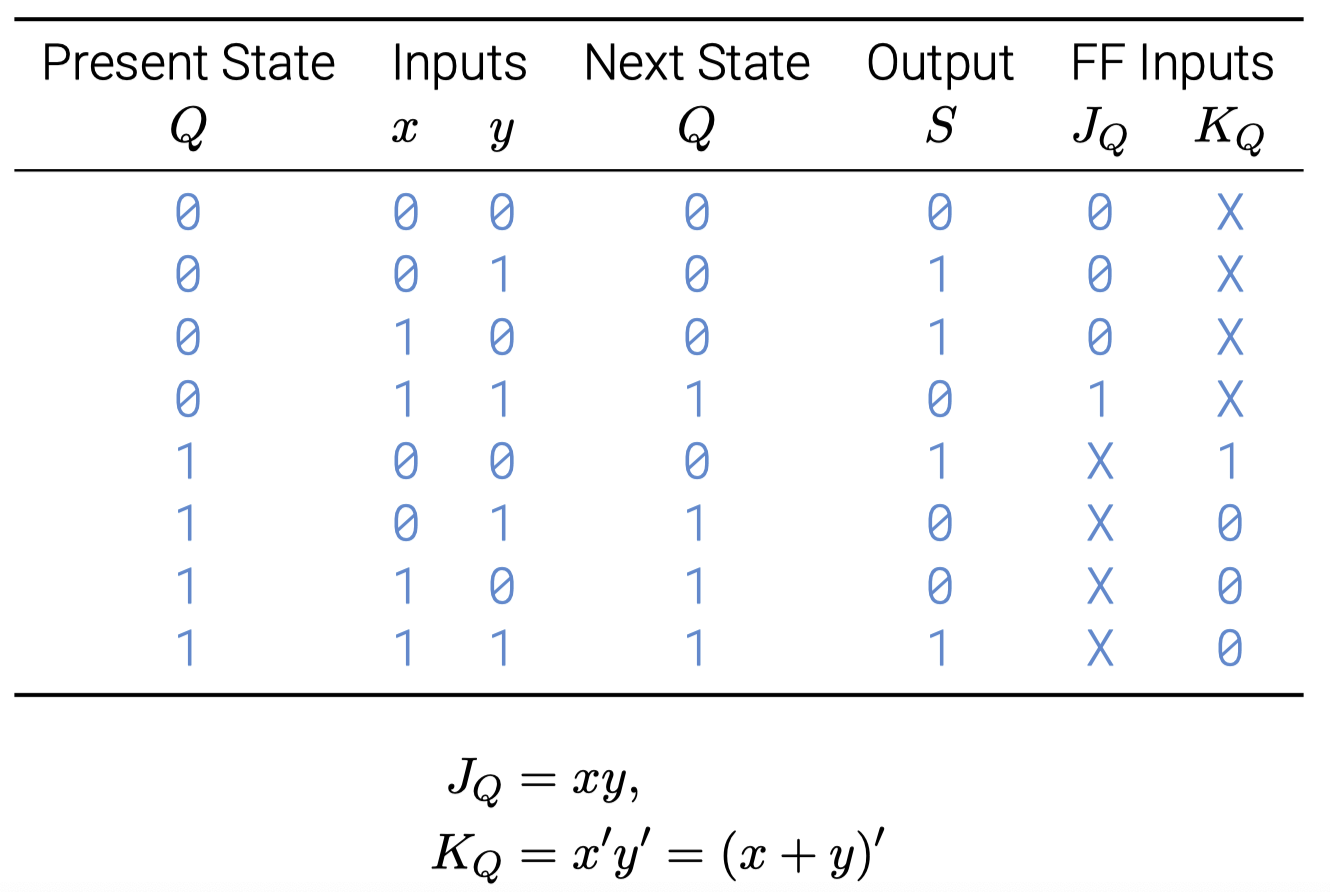 Present State Inputs Next State Output FF Inputs
Q x y Q S J_Q K_Q
0 0 0 0 0 0 X
0 0 1 0 1 0 X
0 1 0 0 1 0 X
0 1 1 1 0 1 X
1 0 0 0 1 X 1
1 0 1 1 0 X 0
1 1 0 1 0 X 0
1 1 1 1 1 X 0
J_Q = xy,
K_Q = x′y′ = (x + y)′